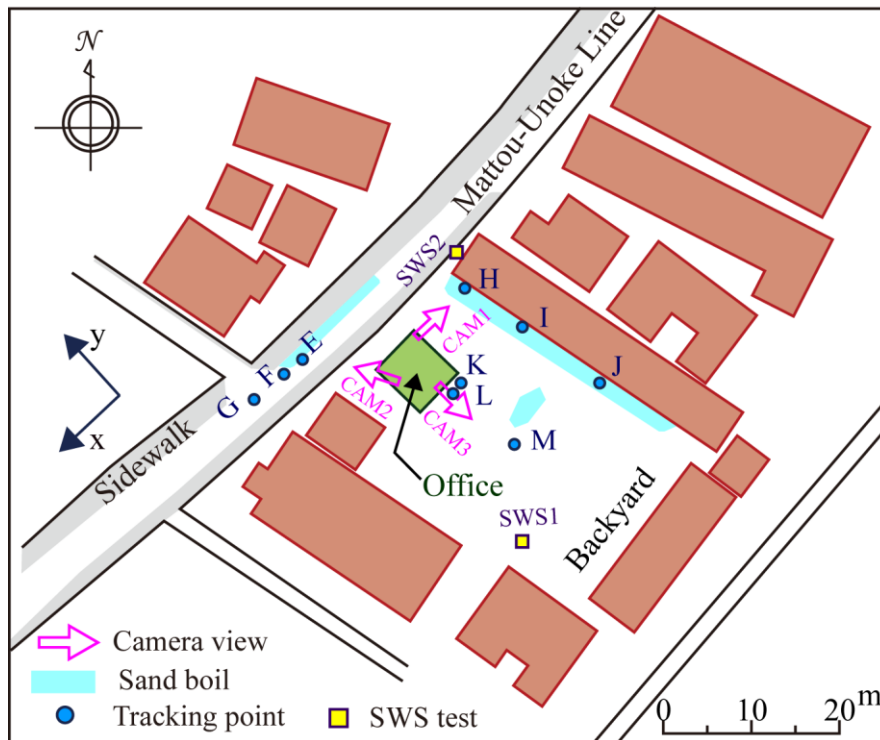 N
Mattou-Unoke Line
SWS2
H
I
J
CAM1
y
x
E
F
G
K
L
CAM2
CAM3
M
Sidewalk
Office
SWS1
Backyard
Camera view
Sand boil
Tracking point
SWS test
0 10 20 m